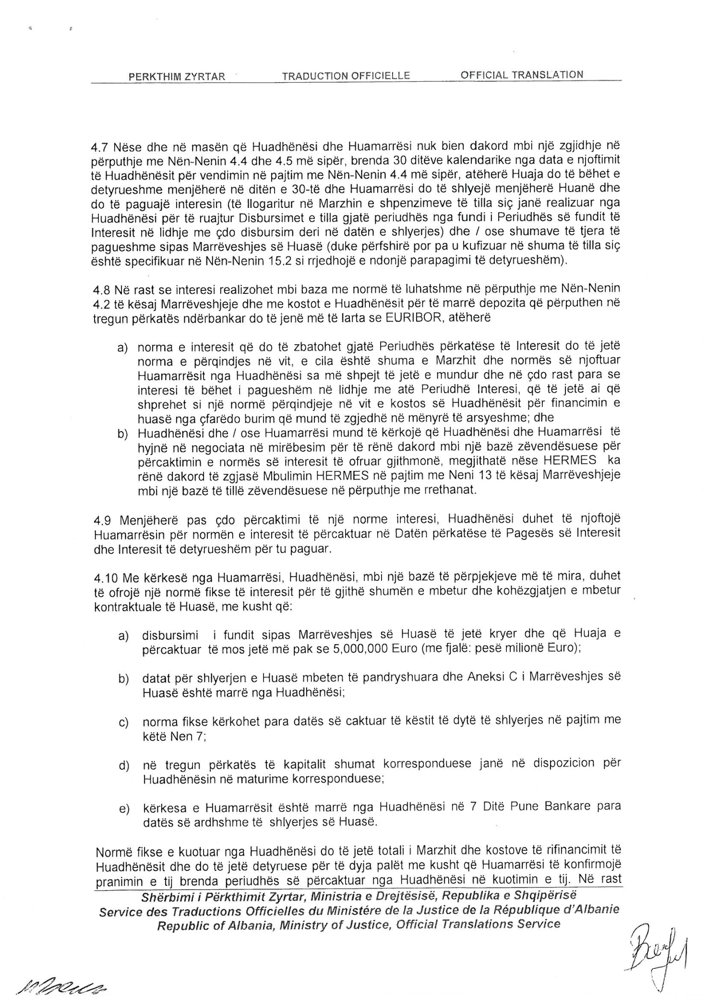 PERKTHIM ZYRTAR TRADUCTION OFFICIELLE OFFICIAL TRANSLATION
4.7 Nëse dhe në masën që Huadhënësi dhe Huamarrësi nuk bien dakord mbi një zgjidhje në
përputhje me Nën-Nenin 4.4 dhe 4.5 më sipër, brenda 30 ditëve kalendarike nga data e njoftimit
të Huadhënësit për vendimin në pajtim me Nën-Nenin 4.4 më sipër, atëherë Huaja do të bëhet e
detyrueshme menjëherë në ditën e 30-të dhe Huamarrësi do të shlyejë menjëherë Huanë dhe
do të paguajë interesin (të llogaritur në Marzhin e shpenzimeve të tilla siç janë realizuar nga
Huadhënësi për të ruajtur Disbursimet e tilla gjatë periudhës nga fundi i Periudhës së fundit të
Interesit në lidhje me çdo disbursim deri në datën e shlyerjes) dhe / ose shumave të tjera të
pagueshme sipas Marrëveshjes së Huasë (duke përfshirë por pa u kufizuar në shuma të tilla siç
është specifikuar në Nën-Nenin 15.2 si rrjedhojë e ndonjë parapagimi të detyrueshëm).
4.8 Në rast se interesi realizohet mbi baza me normë të luhatshme në përputhje me Nën-Nenin
4.2 të kësaj Marrëveshjeje dhe me kostot e Huadhënësit për të marrë depozita që përputhen në
tregun përkatës ndërbankar do të jenë më të larta se EURIBOR, atëherë
a) norma e interesit që do të zbatohet gjatë Periudhës përkatëse të Interesit do të jetë
norma e përqindjes në vit, e cila është shuma e Marzhit dhe normës së njoftuar
Huamarrësit nga Huadhënësi sa më shpejt të jetë e mundur dhe në çdo rast para se
interesi të bëhet i pagueshëm në lidhje me atë Periudhë Interesi, që të jetë ai që
shprehet si një normë përqindjeje në vit e kostos së Huadhënësit për financimin e
huasë nga çfarëdo burim që mund të zgjedhë në mënyrë të arsyeshme; dhe
b) Huadhënësi dhe / ose Huamarrësi mund të kërkojë që Huadhënësi dhe Huamarrësi të
hyjnë në negociata në mirëbesim për të rënë dakord mbi një bazë zëvendësuese për
përcaktimin e normës së interesit të ofruar gjithmonë, megjithatë nëse HERMES ka
rënë dakord të zgjasë Mbulimin HERMES në pajtim me Neni 13 të kësaj Marrëveshjeje
mbi një bazë të tillë zëvendësuese në përputhje me rrethanat.
4.9 Menjëherë pas çdo përcaktimi të një norme interesi, Huadhënësi duhet të njoftojë
Huamarrësin për normën e interesit të përcaktuar në Datën përkatëse të Pagesës së Interesit
dhe Interesit të detyrueshëm për tu paguar.
4.10 Me kërkesë nga Huamarrësi, Huadhënësi, mbi një bazë të përpjekjeve më të mira, duhet
të ofrojë një normë fikse të interesit për të gjithë shumën e mbetur dhe kohëzgjatjen e mbetur
kontraktuale të Huasë, me kusht që:
a) disbursimi i fundit sipas Marrëveshjes së Huasë të jetë kryer dhe që Huaja e
përcaktuar të mos jetë më pak se 5,000,000 Euro (me fjalë: pesë milionë Euro);
b) datat për shlyerjen e Huasë mbeten të pandryshuara dhe Aneksi C i Marrëveshjes së
Huasë është marrë nga Huadhënësi;
c) norma fikse kërkohet para datës së caktuar të këstit të dytë të shlyerjes në pajtim me
këtë Nen 7;
d) në tregun përkatës të kapitalit shumat korresponduese janë në dispozicion për
Huadhënësin në maturime korresponduese;
e) kërkesa e Huamarrësit është marrë nga Huadhënësi në 7 Ditë Pune Bankare para
datës së ardhshme të shlyerjes së Huasë.
Normë fikse e kuotuar nga Huadhënësi do të jetë totali i Marzhit dhe kostove të rifinancimit të
Huadhënësit dhe do të jetë detyruese për të dyja palët me kusht që Huamarrësi të konfirmojë
pranimin e tij brenda periudhës së përcaktuar nga Huadhënësi në kuotimin e tij. Në rast
Shërbimi i Përkthimit Zyrtar, Ministria e Drejtësisë, Republika e Shqipërisë
Service des Traductions Officielles du Ministére de la Justice de la République d'Albanie
Republic of Albania, Ministry of Justice, Official Translations Service